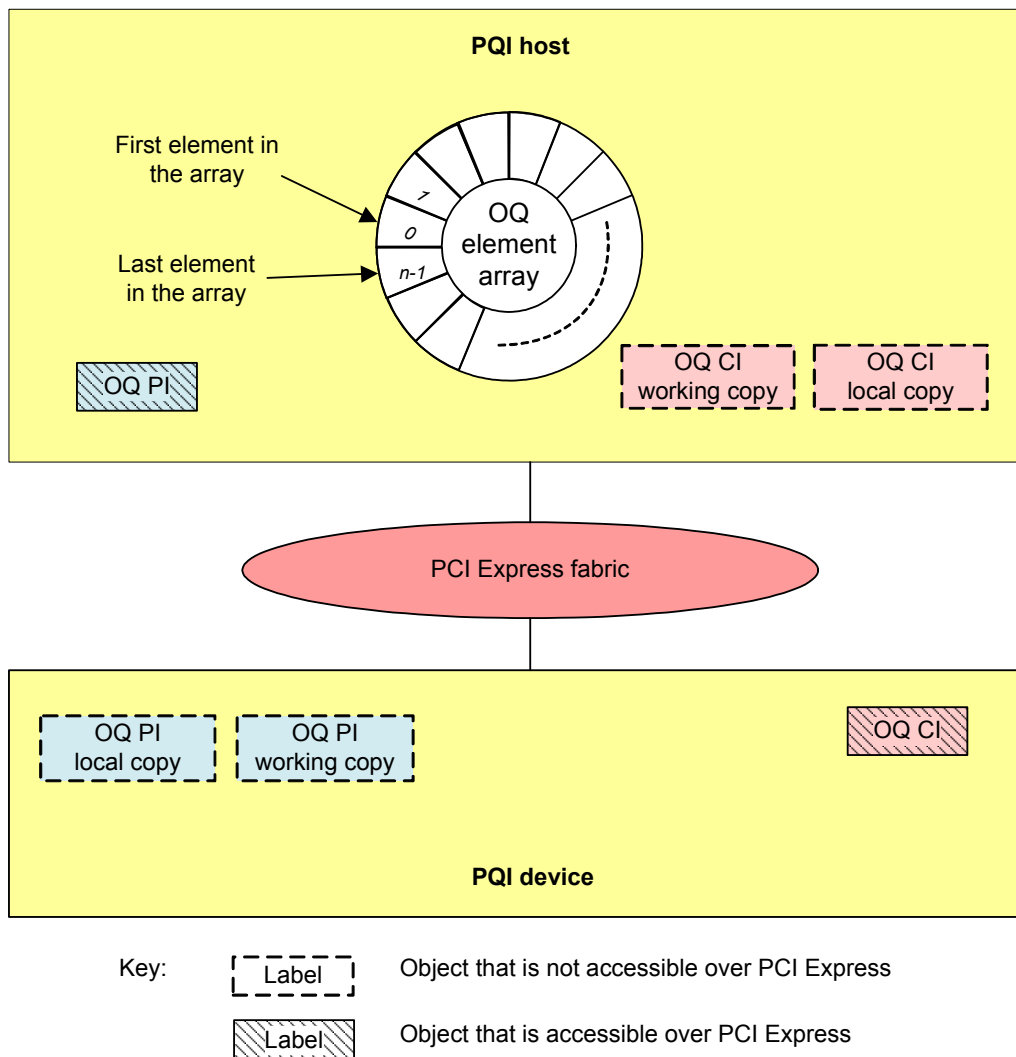 PQI host
First element in
the array
1
0
n-1
OQ
element
array
Last element
in the array
OQ PI
OQ CI
working copy
OQ CI
local copy
PCI Express fabric
OQ PI
local copy
OQ PI
working copy
OQ CI
PQI device
Key:
Label
Object that is not accessible over PCI Express
Label
Object that is accessible over PCI Express